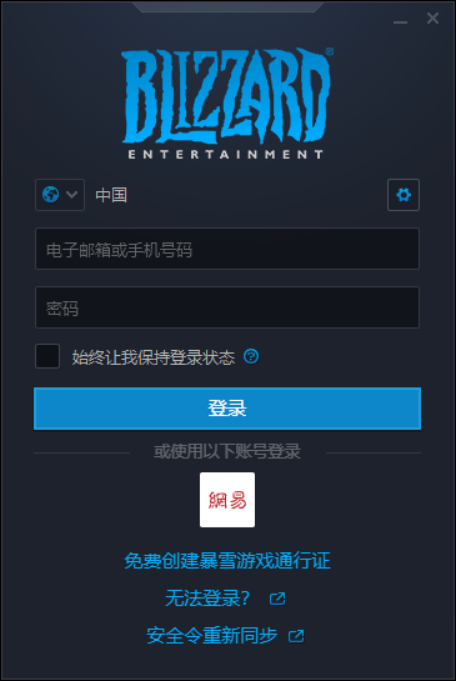 BLIZZARD®
ENTERTAINMENT
中国
电子邮箱或手机号码
密码
始终让我保持登录状态 ?
登录
或使用以下账号登录
網易
免费创建暴雪游戏通行证
无法登录?
安全令重新同步